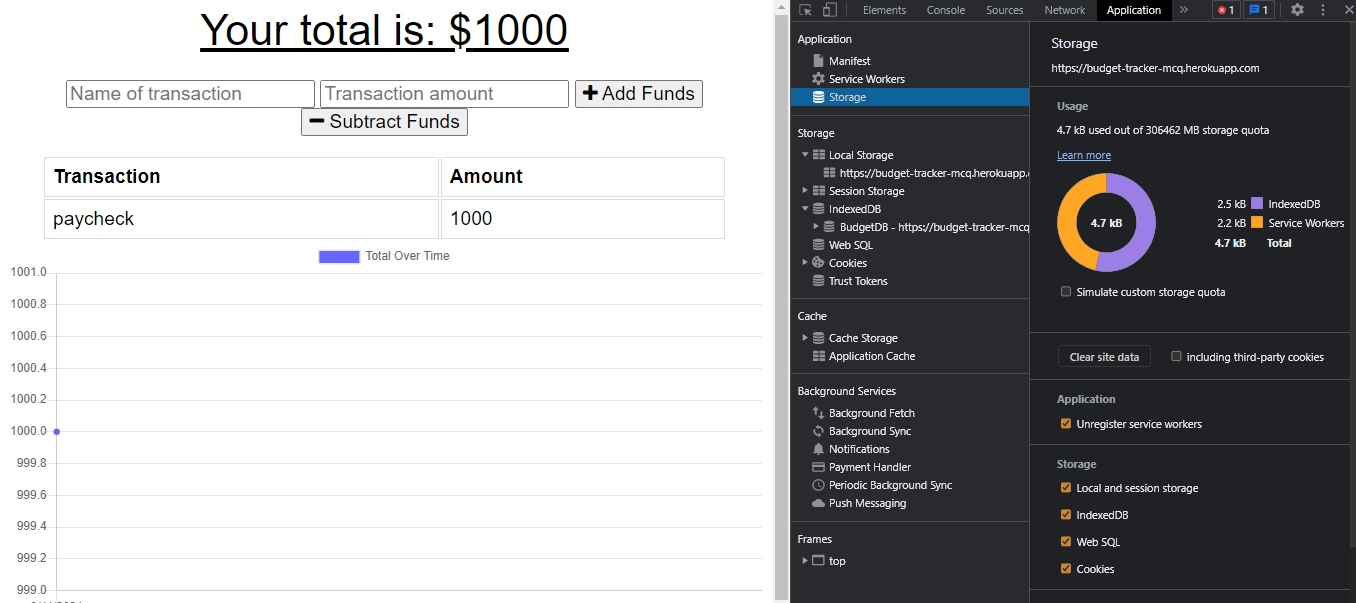 Your total is: $1000
Name of transaction Transaction amount Add Funds
Subtract Funds
Transaction Amount
paycheck 1000
Total Over Time
1001.0
1000.8
1000.6
1000.4
1000.2
1000.0
999.8
999.6
999.4
999.2
999.0
Elements Console Sources Network Application » 1 1
Application
Manifest
Service Workers
Storage
Storage
Local Storage
https://budget-tracker-mcq.herokuapp.
Session Storage
IndexedDB
BudgetDB - https://budget-tracker-mcq
Web SQL
Cookies
Trust Tokens
Cache
Cache Storage
Application Cache
Background Services
Background Fetch
Background Sync
Notifications
Payment Handler
Periodic Background Sync
Push Messaging
Frames
top
Storage
https://budget-tracker-mcq.herokuapp.com
Usage
4.7 kB used out of 306462 MB storage quota
Learn more
4.7 kB
2.5 kB IndexedDB
2.2 kB Service Workers
4.7 kB Total
Simulate custom storage quota
Clear site data including third-party cookies
Application
Unregister service workers
Storage
Local and session storage
IndexedDB
Web SQL
Cookies